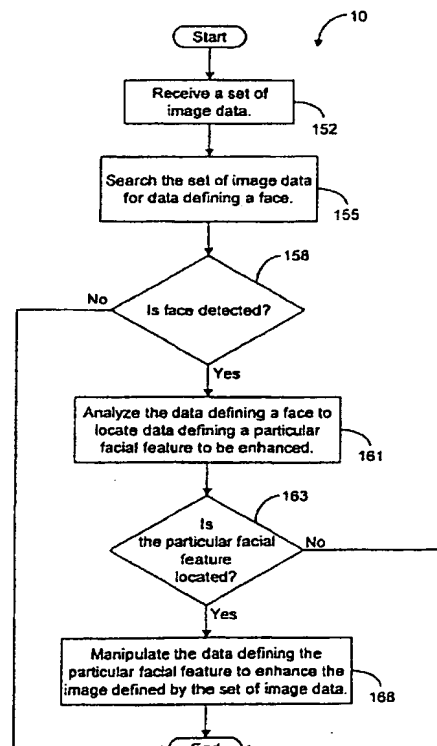 10
Start
Receive a set of
image data.
152
Search the set of image data
for data defining a face.
155
158
No
Is face detected?
Yes
Analyze the data defining a face to
locate data defining a particular
facial feature to be enhanced.
161
163
Is
the particular facial
feature
located?
No
Yes
Manipulate the data defining the
particular facial feature to enhance the
image defined by the set of image data.
168
End